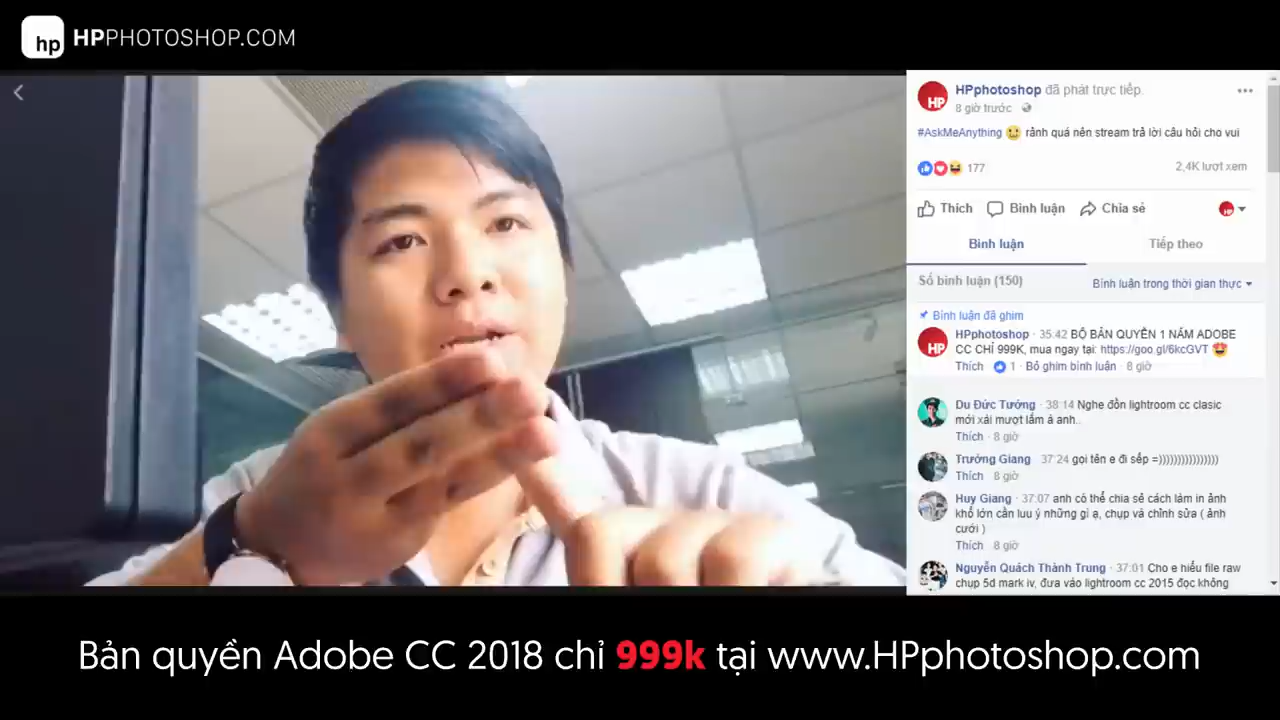 hp HPPHOTOSHOP.COM
HPphotoshop đã phát trực tiếp.
8 giờ trước
#AskMeAnything rảnh quá nên stream trả lời câu hỏi cho vui
177
2,4K lượt xem
Thích Bình luận Chia sẻ
Bình luận Tiếp theo
Số bình luận (150) Bình luận trong thời gian thực
Bình luận đã ghim
HP
HPphotoshop · 35:42 BỘ BẢN QUYỀN 1 NĂM ADOBE
CC CHỈ 999K, mua ngay tại: https://goo.gl/6kcGVT
Thích · 1 · Bỏ ghim bình luận · 8 giờ
Du Đức Tướng · 38:14 Nghe đồn lightroom cc clasic
mới xài mượt lắm á anh..
Thích · 8 giờ
Trường Giang · 37:24 gọi tên e đi sếp =))))))))))))))))))
Thích · 8 giờ
Huy Giang · 37:07 anh có thể chia sẻ cách làm in ảnh
khổ lớn cần lưu ý những gì ạ, chụp và chỉnh sửa ( ảnh
cưới )
Thích · 8 giờ
Nguyễn Quách Thành Trung · 37:01 Cho e hiểu file raw
chụp 5d mark iv, đưa vào lightroom cc 2015 đọc không
Bản quyền Adobe CC 2018 chỉ 999k tại www.HPphotoshop.com